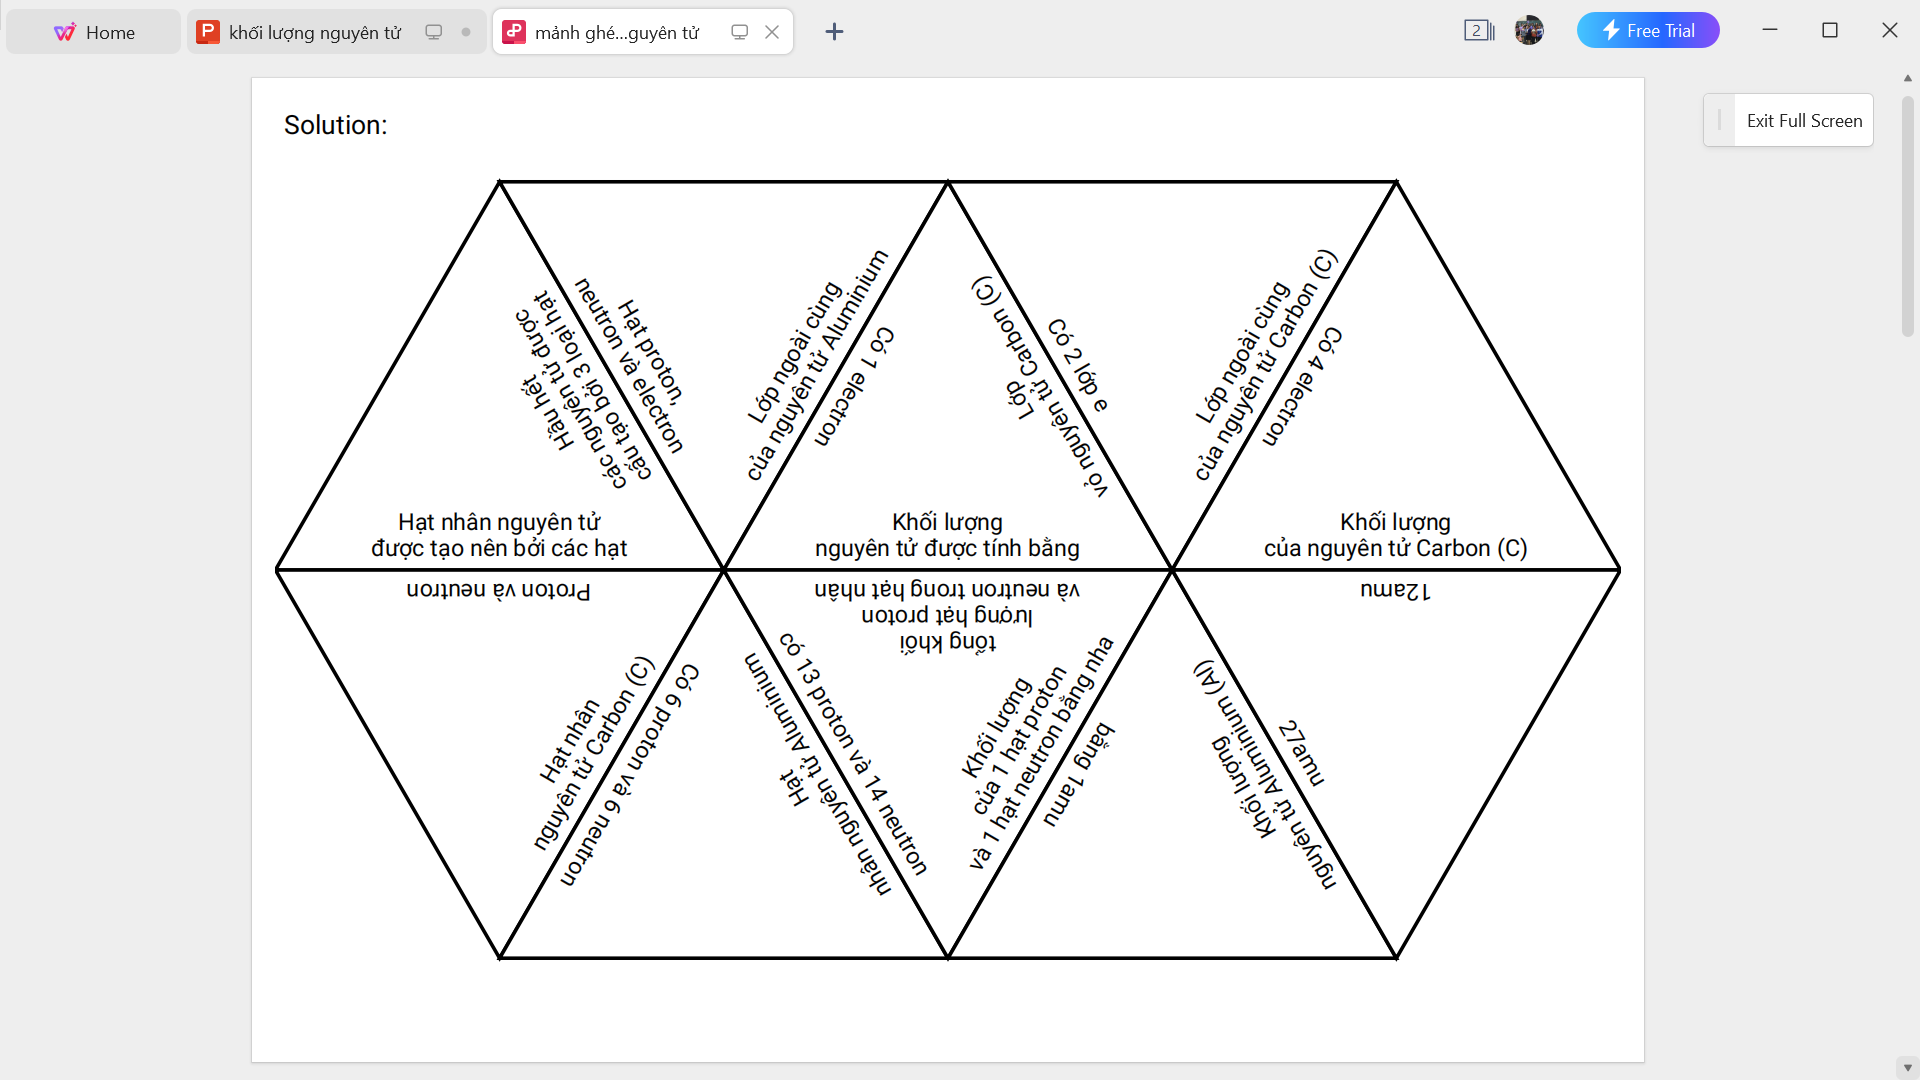 Home
khối lượng nguyên tử
mảnh ghé...guyên tử
2
Free Trial
Exit Full Screen
Solution:
Hạt proton,
neutron và electron
Hầu hết
các nguyên tử được
cấu tạo bởi 3 loại hạt
Lớp ngoài cùng
của nguyên tử Aluminium
Có 1 electron
Có 2 lớp e
Lớp
vỏ nguyên tử Carbon (C)
Lớp ngoài cùng
của nguyên tử Carbon (C)
Có 4 electron
Hạt nhân nguyên tử
được tạo nên bởi các hạt
Proton và neutron
Khối lượng
nguyên tử được tính bằng
tổng khối
lượng hạt proton
và neutron trong hạt nhân
Khối lượng
của nguyên tử Carbon (C)
12amu
Hạt nhân
nguyên tử Carbon (C)
Có 6 proton và 6 neutron
có 13 proton và 14 neutron
Hạt
nhân nguyên tử Aluminium
Khối lượng
của 1 hạt proton
và 1 hạt neutron bằng nha
bằng 1amu
27amu
Khối lượng
nguyên tử Aluminium (Al)